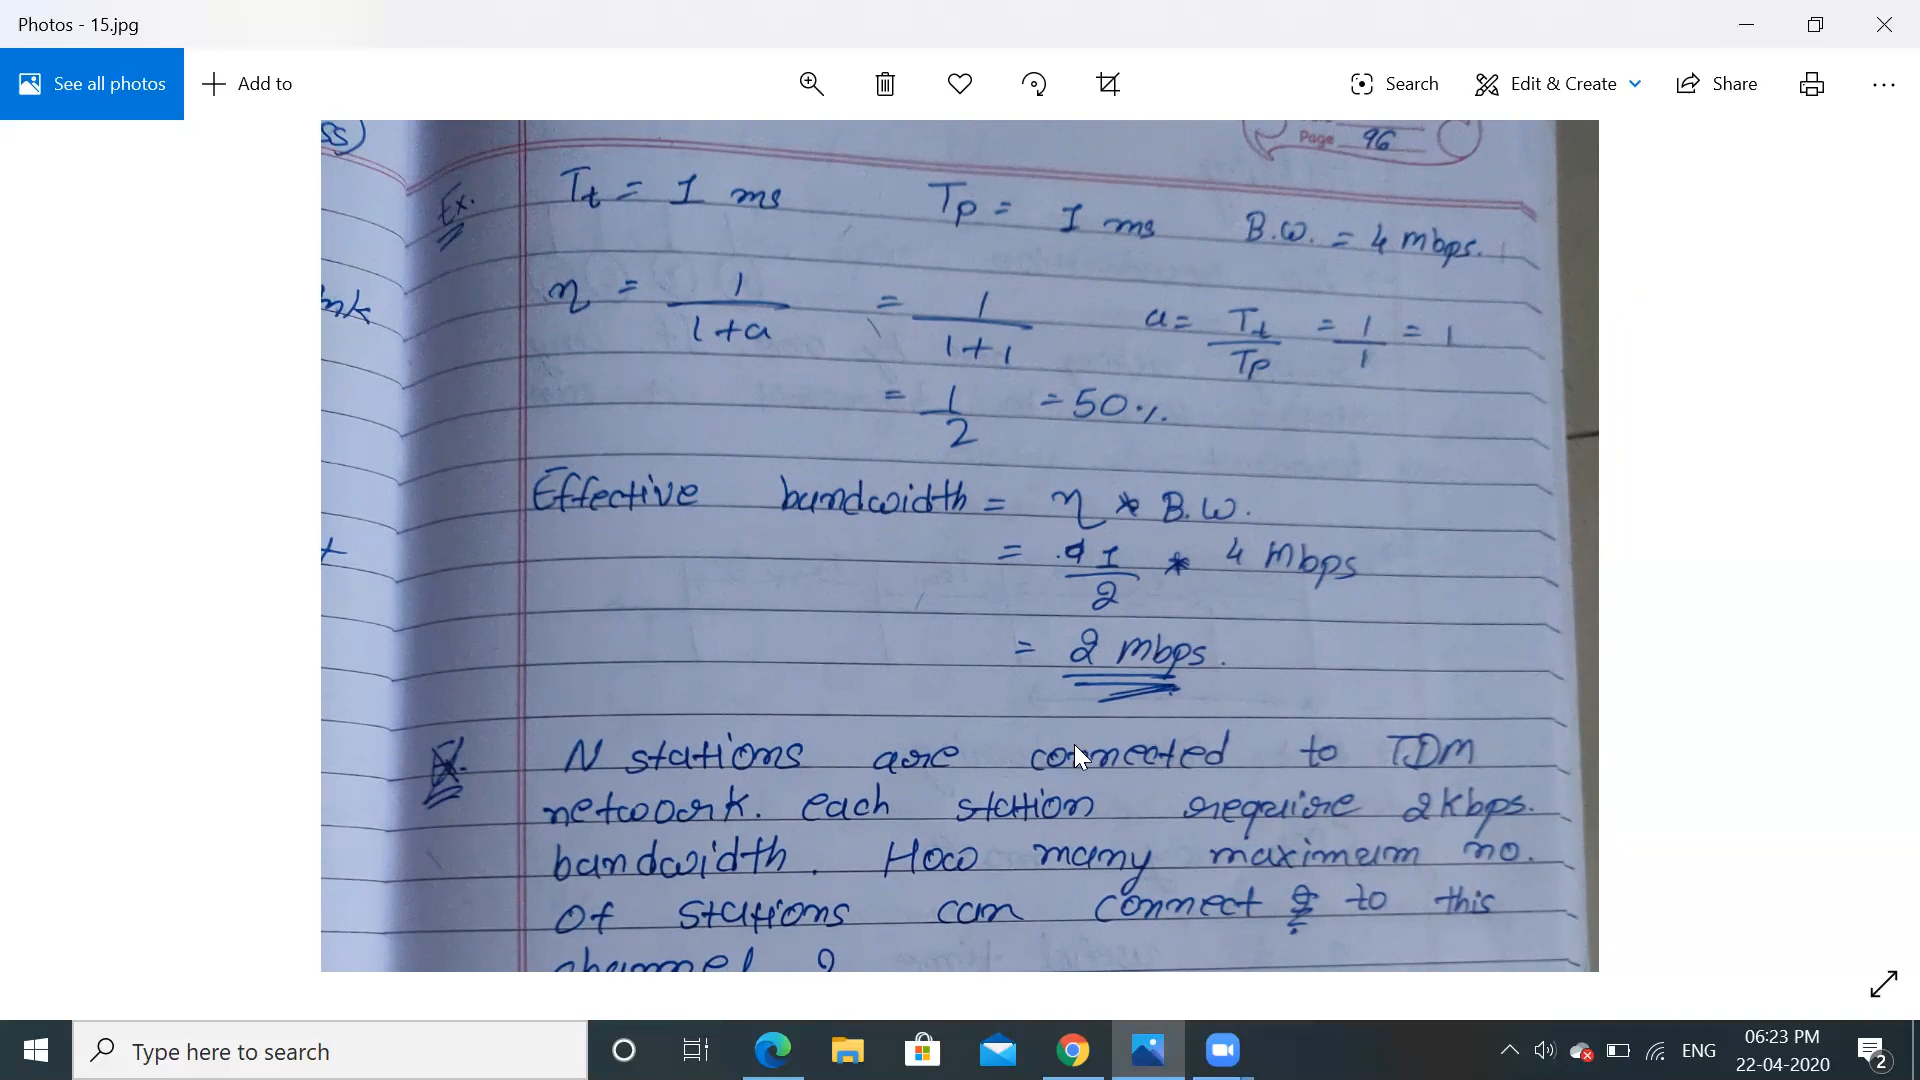 Photos - 15.jpg
See all photos
Add to
Search
Edit & Create
Share
ss)
Page 96
Ex. Tt = 1 ms Tp = 1 ms B.W. = 4 mbps.
η = 1/(1+a) = 1/(1+1) a = Tt/Tp = 1/1 = 1
= 1/2 = 50%.
Effective bandwidth = η * B.W.
= 1/2 * 4 Mbps
= 2 mbps.
N stations are connected to TDM
network. each station require 2kbps.
bandwidth. How many maximum no.
of stations can connect to this
channel ?
Type here to search
ENG
06:23 PM
22-04-2020
2